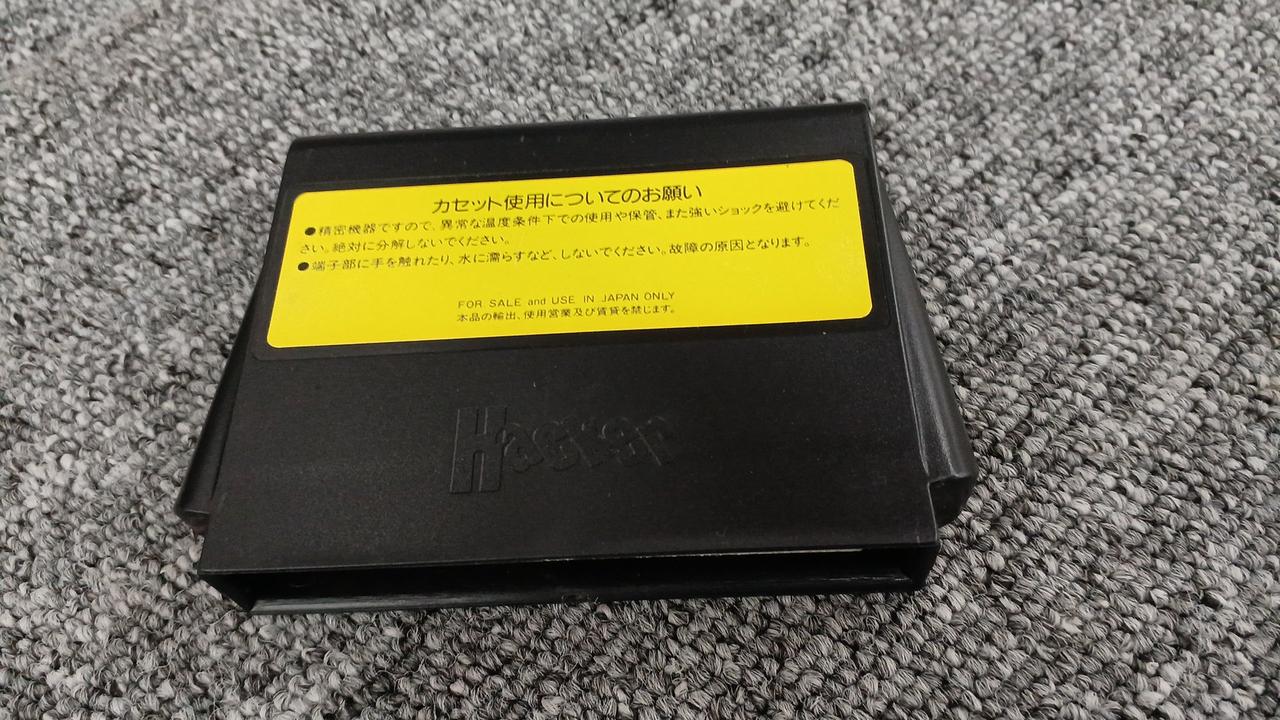 カセット使用についてのお願い
●精密機器ですので、異常な温度条件下での使用や保管、また強いショックを避けてくだ
さい。絶対に分解しないでください。
●端子部に手を触れたり、水に濡らすなど、しないでください。故障の原因となります。
FOR SALE and USE IN JAPAN ONLY
本品の輸出、使用営業及び賃貸を禁じます。
Hacker